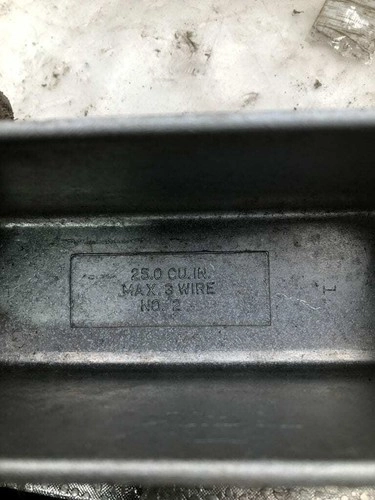 25.0 CU.IN.
MAX. 3 WIRE
NO. 2